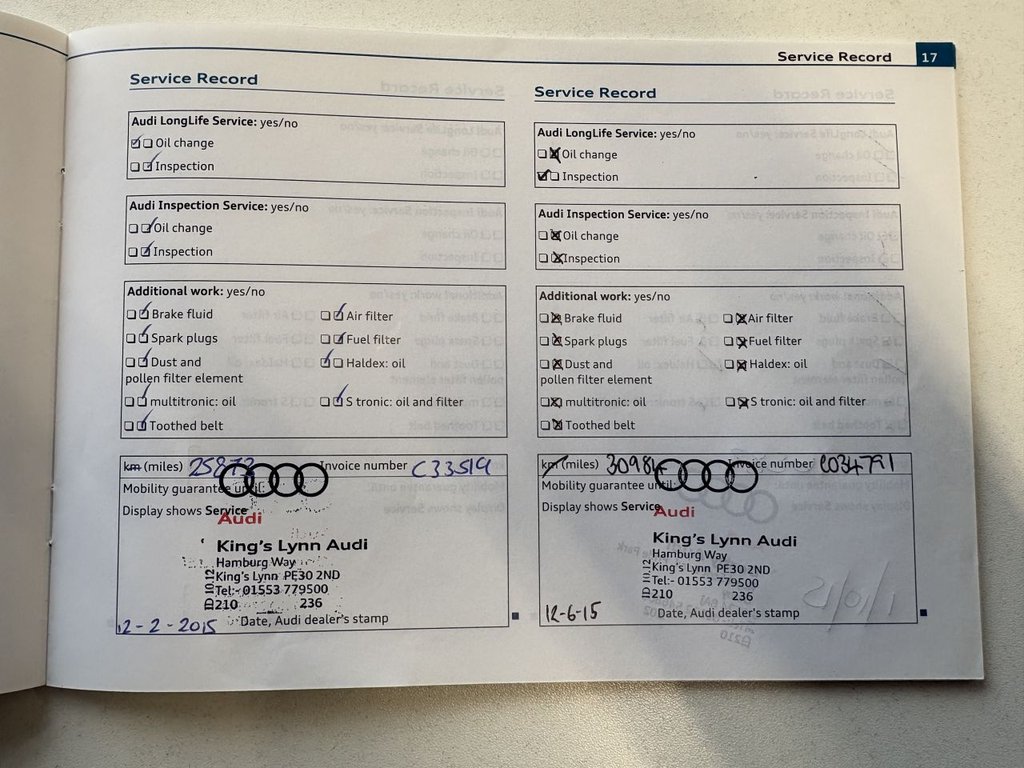 Service Record 17
Service Record
Audi LongLife Service: yes/no
Oil change
Inspection
Audi Inspection Service: yes/no
Oil change
Inspection
Additional work: yes/no
Brake fluid Air filter
Spark plugs Fuel filter
Dust and Haldex: oil
pollen filter element
multitronic: oil S tronic: oil and filter
Toothed belt
km (miles) Invoice number C33519
Mobility guarantee until:
Display shows Service
Audi
King's Lynn Audi
Hamburg Way
King's Lynn PE30 2ND
Tel:- 01553 779500
ID 10.12
210 236
12-2-2015 Date, Audi dealer's stamp
Service Record
Audi LongLife Service: yes/no
Oil change
Inspection
Audi Inspection Service: yes/no
Oil change
Inspection
Additional work: yes/no
Brake fluid Air filter
Spark plugs Fuel filter
Dust and Haldex: oil
pollen filter element
multitronic: oil S tronic: oil and filter
Toothed belt
km (miles) 30984 Invoice number C034791
Mobility guarantee until:
Display shows Service
Audi
King's Lynn Audi
Hamburg Way
King's Lynn PE30 2ND
Tel:- 01553 779500
ID 10.12
210 236
12-6-15 Date, Audi dealer's stamp